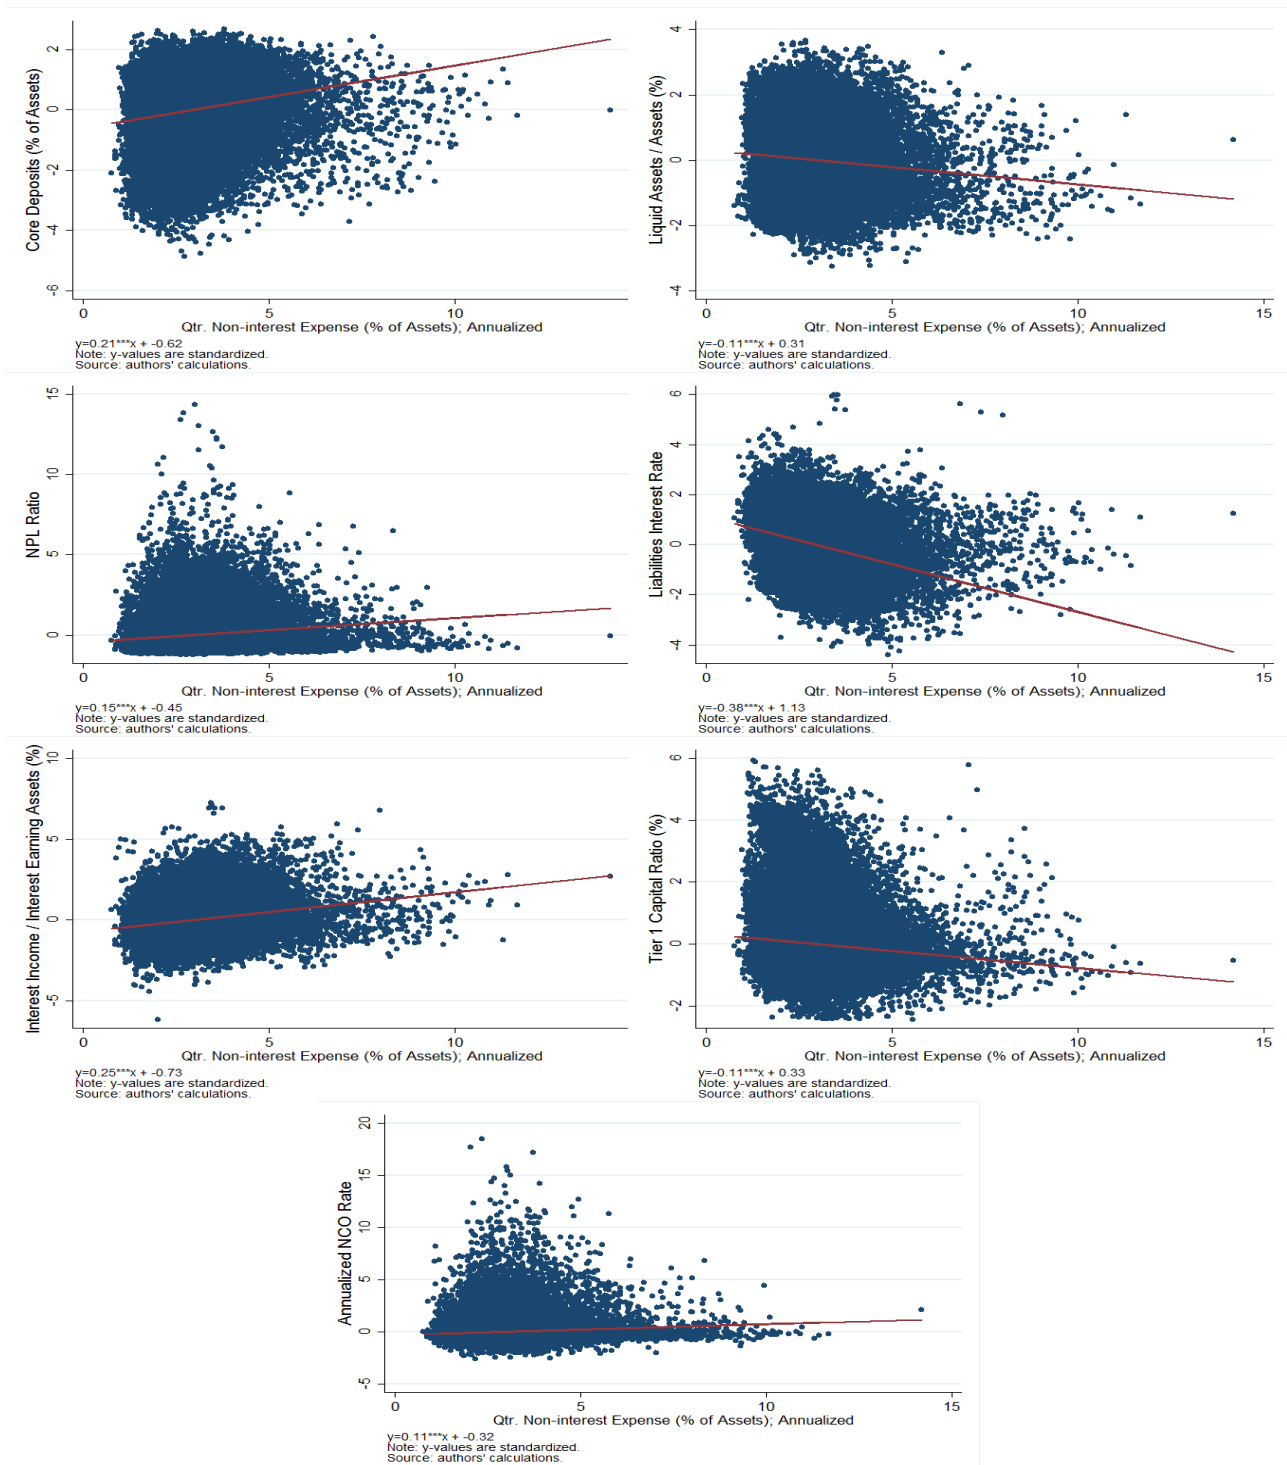 Core Deposits (% of Assets)
2
0
-2
-4
-6
0 5 10
Qtr. Non-interest Expense (% of Assets); Annualized
y=0.21***x + -0.62
Note: y-values are standardized.
Source: authors' calculations.
Liquid Assets / Assets (%)
4
2
0
-2
-4
0 5 10 15
Qtr. Non-interest Expense (% of Assets); Annualized
y=-0.11***x + 0.31
Note: y-values are standardized.
Source: authors' calculations.
NPL Ratio
15
10
5
0
0 5 10
Qtr. Non-interest Expense (% of Assets); Annualized
y=0.15***x + -0.45
Note: y-values are standardized.
Source: authors' calculations.
Liabilities Interest Rate
6
4
2
0
-2
-4
0 5 10 15
Qtr. Non-interest Expense (% of Assets); Annualized
y=-0.38***x + 1.13
Note: y-values are standardized.
Source: authors' calculations.
Interest Income / Interest Earning Assets (%)
10
5
0
-5
0 5 10
Qtr. Non-interest Expense (% of Assets); Annualized
y=0.25***x + -0.73
Note: y-values are standardized.
Source: authors' calculations.
Tier 1 Capital Ratio (%)
6
4
2
0
-2
0 5 10 15
Qtr. Non-interest Expense (% of Assets); Annualized
y=-0.11***x + 0.33
Note: y-values are standardized.
Source: authors' calculations.
Annualized NCO Rate
20
15
10
5
0
-5
0 5 10 15
Qtr. Non-interest Expense (% of Assets); Annualized
y=0.11***x + -0.32
Note: y-values are standardized.
Source: authors' calculations.